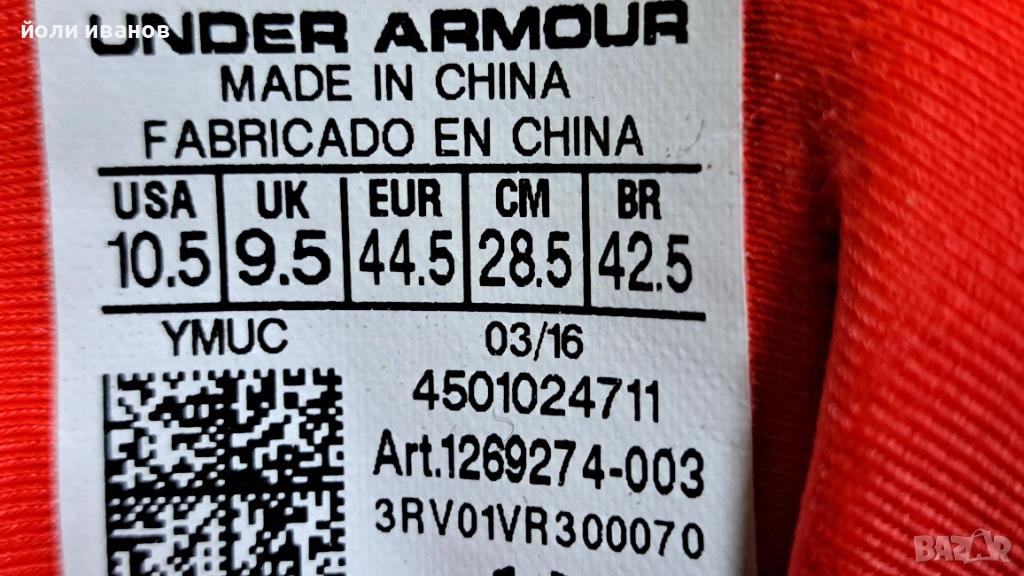 йоли иванов
UNDER ARMOUR
MADE IN CHINA
FABRICADO EN CHINA
USA UK EUR CM BR
10.5 9.5 44.5 28.5 42.5
YMUC 03/16
4501024711
Art.1269274-003
3RV01VR300070
BAZAR